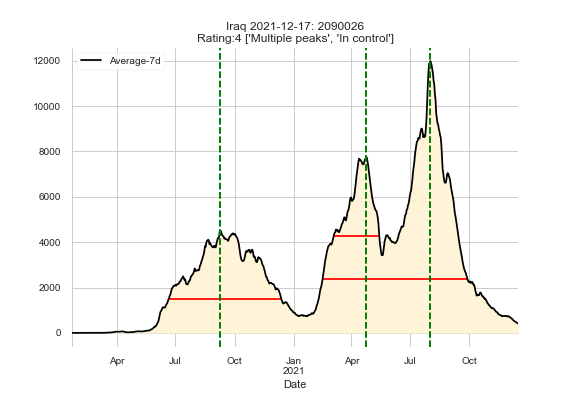 Iraq 2021-12-17: 2090026
Rating:4 ['Multiple peaks', 'In control']
Average-7d
12000
10000
8000
6000
4000
2000
0
Apr Jul Oct Jan Apr Jul Oct
2021
Date